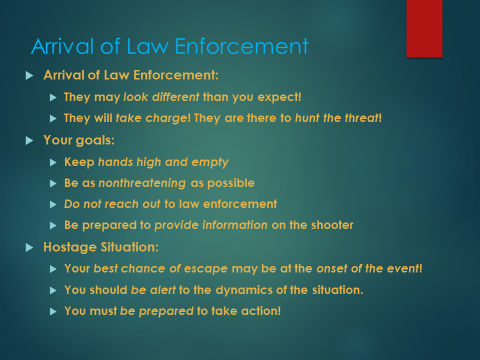 Arrival of Law Enforcement
Arrival of Law Enforcement:
They may look different than you expect!
They will take charge! They are there to hunt the threat!
Your goals:
Keep hands high and empty
Be as nonthreatening as possible
Do not reach out to law enforcement
Be prepared to provide information on the shooter
Hostage Situation:
Your best chance of escape may be at the onset of the event!
You should be alert to the dynamics of the situation.
You must be prepared to take action!